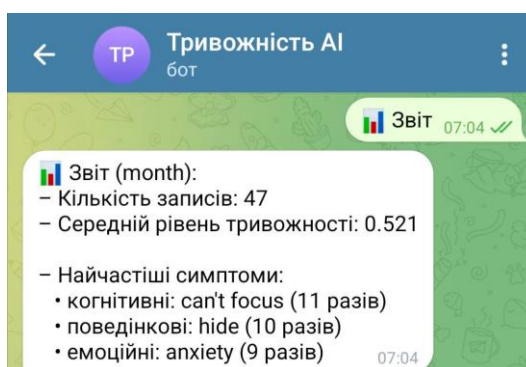 Тривожність AI
ТР
бот
📊 Звіт 07:04
📊 Звіт (month):
– Кількість записів: 47
– Середній рівень тривожності: 0.521
– Найчастіші симптоми:
• когнітивні: can't focus (11 разів)
• поведінкові: hide (10 разів)
• емоційні: anxiety (9 разів)
07:04